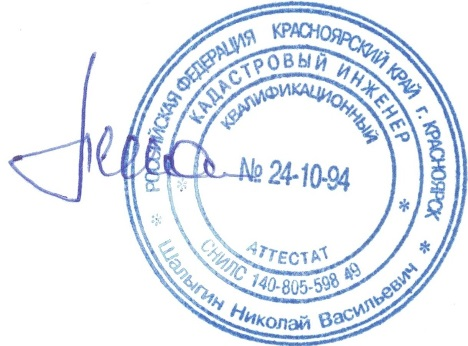 РОССИЙСКАЯ ФЕДЕРАЦИЯ КРАСНОЯРСКИЙ КРАЙ г. КРАСНОЯРСК
* Шалыгин Николай Васильевич *
* КАДАСТРОВЫЙ ИНЖЕНЕР *
СНИЛС 140-805-598 49
КВАЛИФИКАЦИОННЫЙ
№ 24-10-94
АТТЕСТАТ